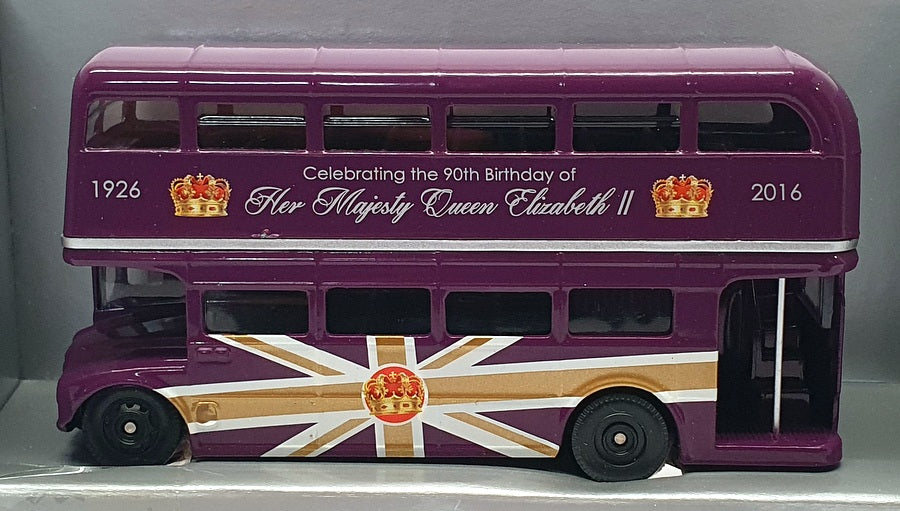 1926
Celebrating the 90th Birthday of
Her Majesty Queen Elizabeth II
2016